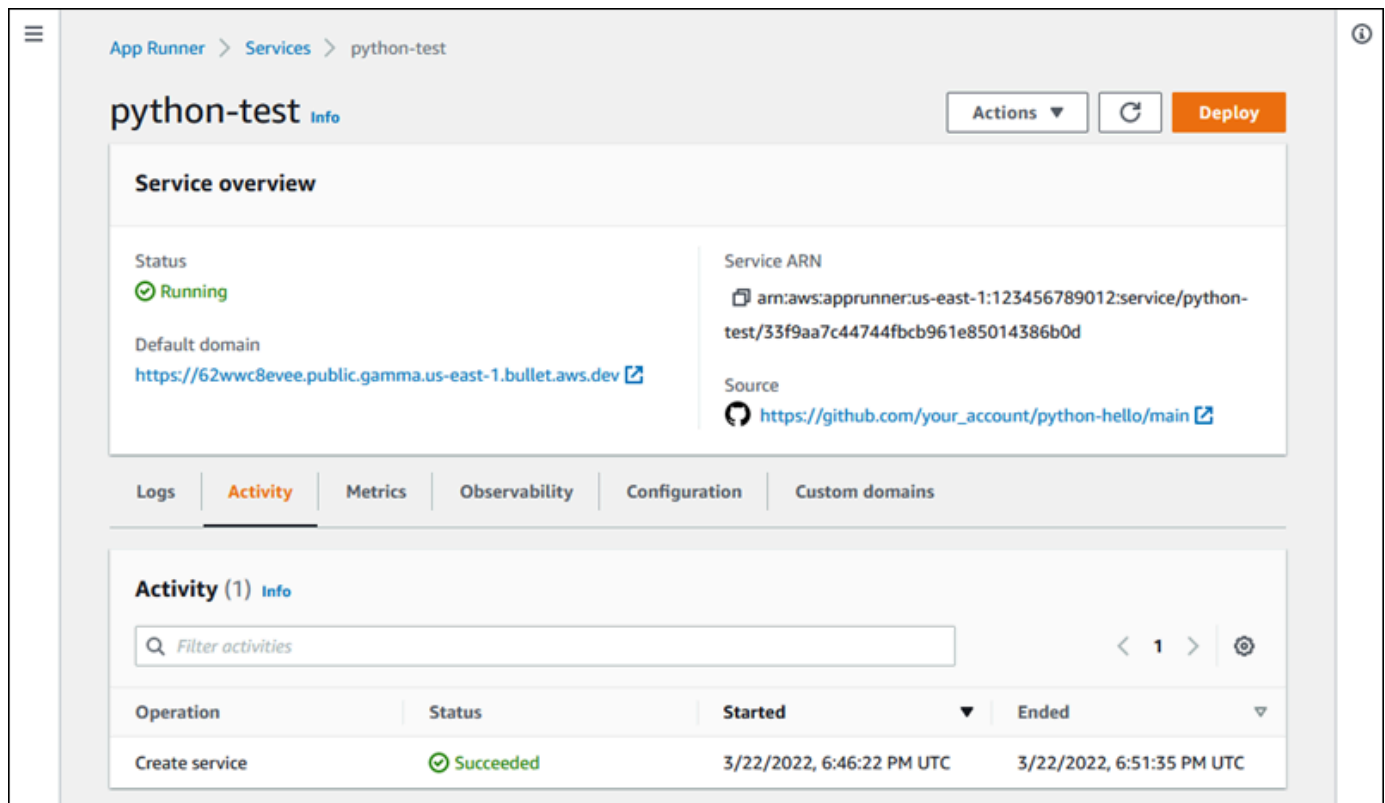 App Runner > Services > python-test
python-test Info
Actions
Deploy
Service overview
Status
Running
Default domain
https://62wwc8evee.public.gamma.us-east-1.bullet.aws.dev
Service ARN
arn:aws:apprunner:us-east-1:123456789012:service/python-
test/33f9aa7c44744fbcb961e85014386b0d
Source
https://github.com/your_account/python-hello/main
Logs Activity Metrics Observability Configuration Custom domains
Activity (1) Info
Filter activities
1
Operation Status Started Ended
Create service Succeeded 3/22/2022, 6:46:22 PM UTC 3/22/2022, 6:51:35 PM UTC